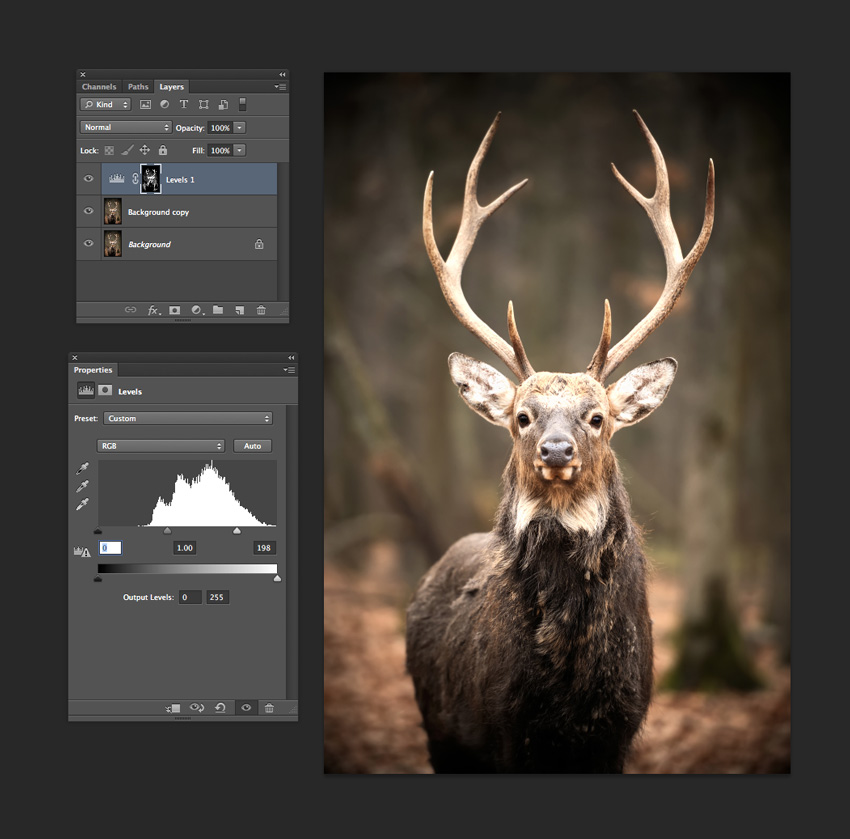 Channels Paths Layers
Kind
Normal Opacity: 100%
Lock: Fill: 100%
Levels 1
Background copy
Background
fx
Properties
Levels
Preset: Custom
RGB Auto
0 1.00 198
Output Levels: 0 255